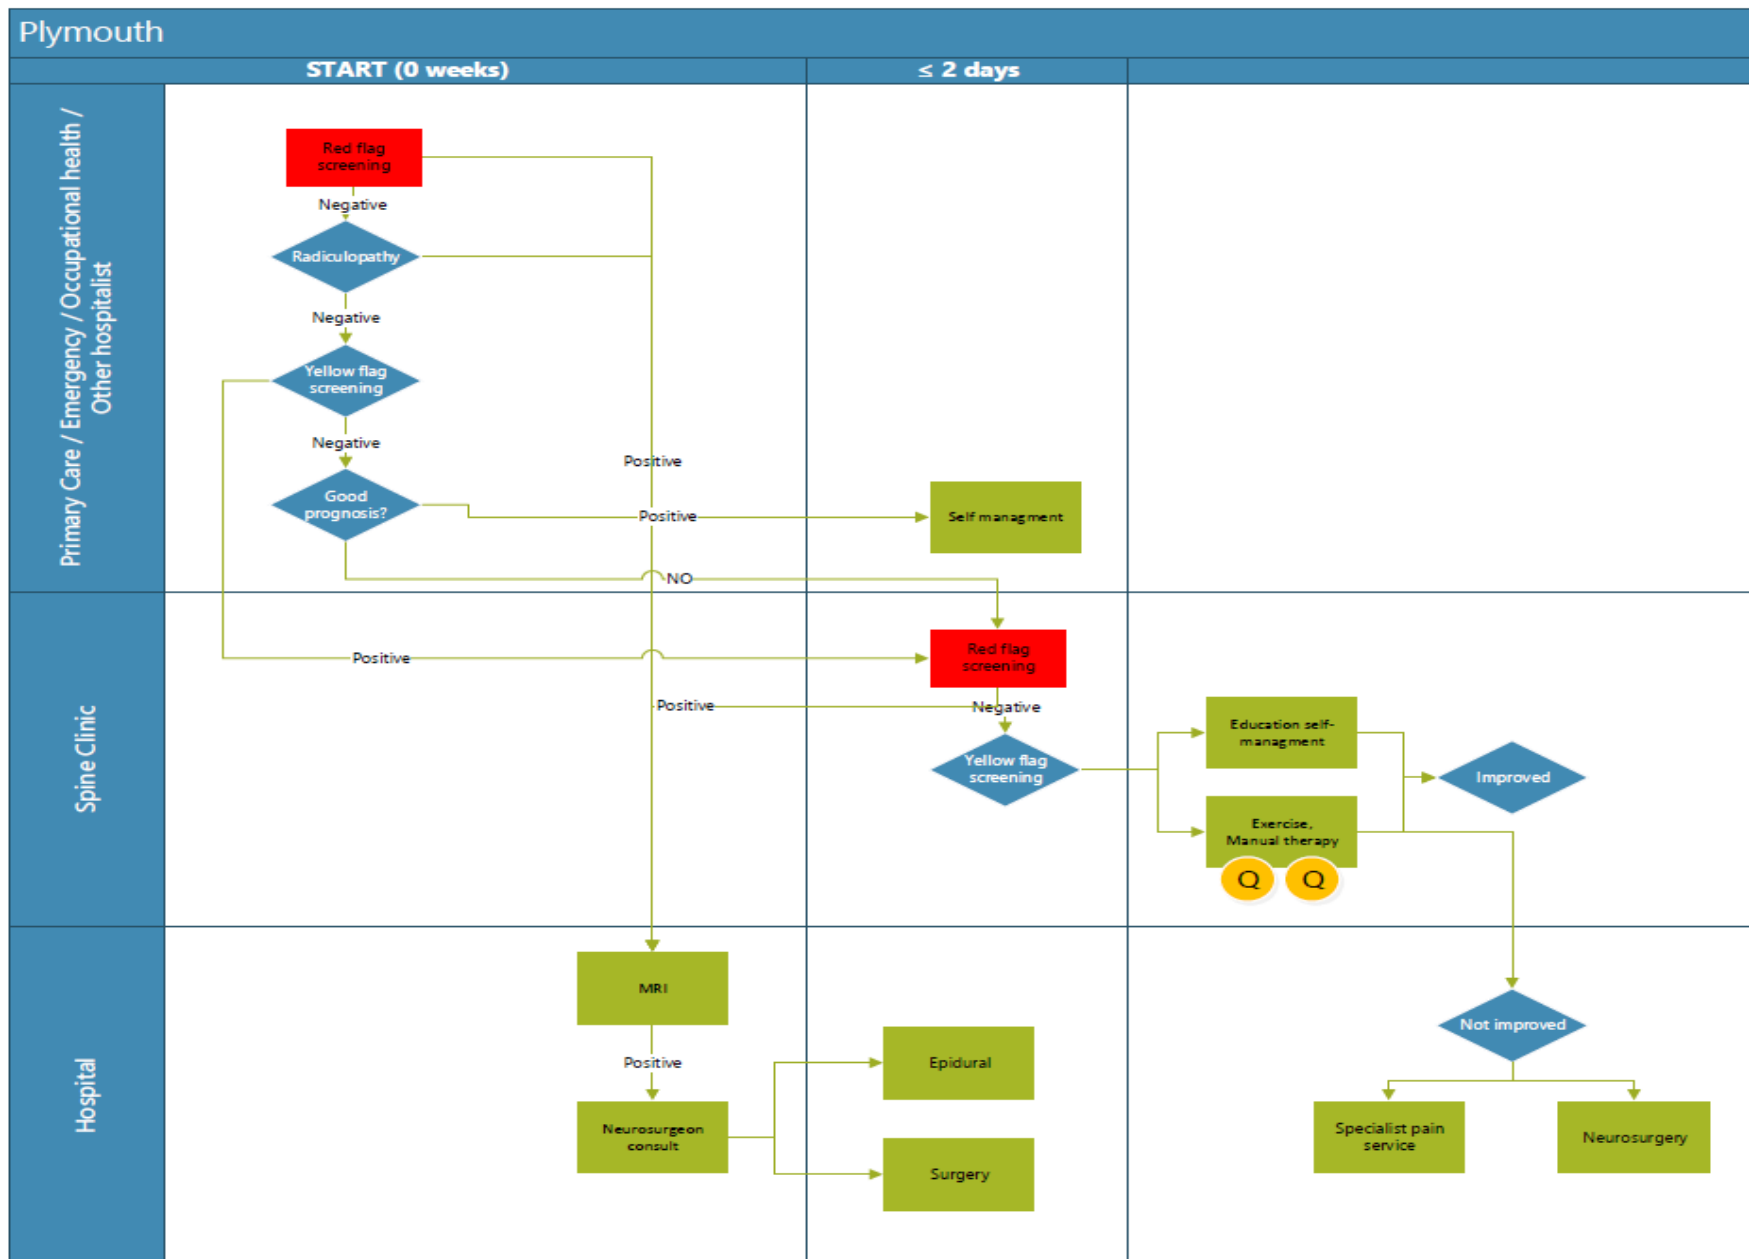 Plymouth
START (0 weeks)
≤ 2 days
Primary Care / Emergency / Occupational health /
Other hospitalist
Red flag
screening
Negative
Radiculopathy
Negative
Yellow flag
screening
Negative
Positive
Good
prognosis?
Positive
Self managment
NO
Spine Clinic
Positive
Red flag
screening
Positive
Negative
Yellow flag
screening
Education self-
managment
Improved
Exercise,
Manual therapy
Q
Q
Hospital
MRI
Positive
Neurosurgeon
consult
Epidural
Surgery
Not improved
Specialist pain
service
Neurosurgery